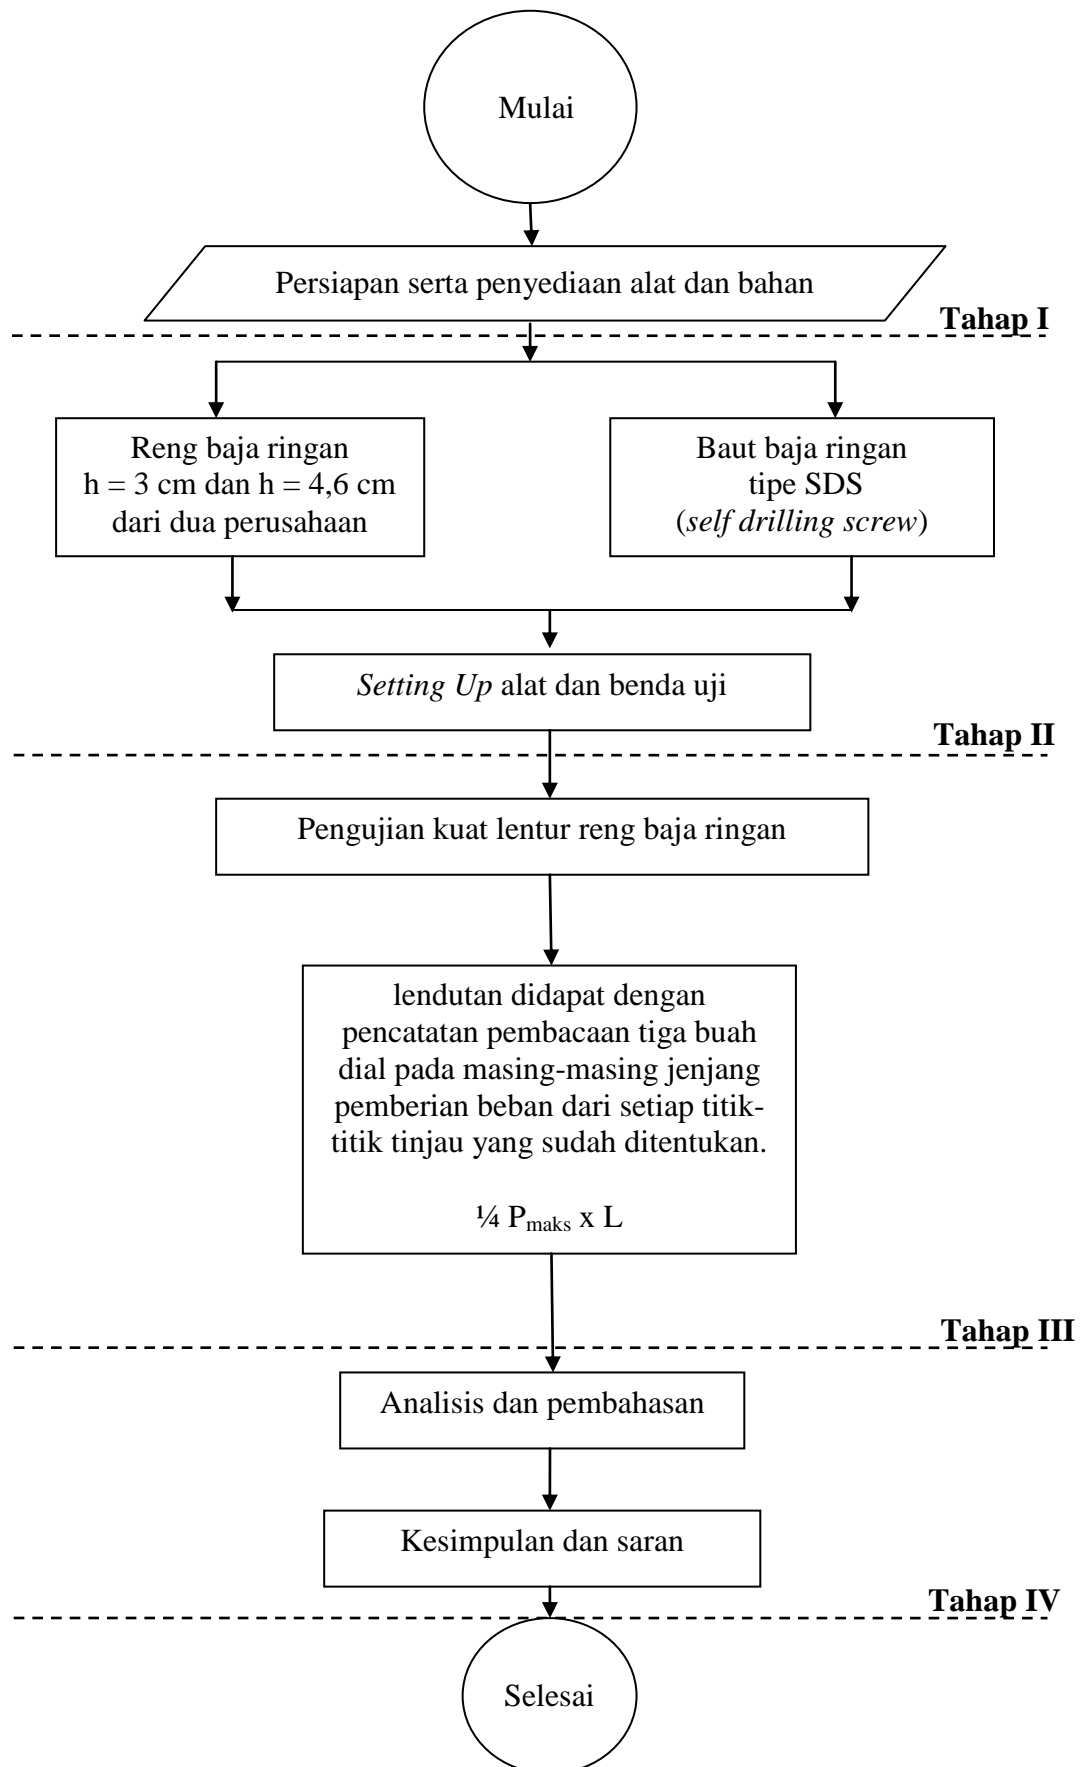 Mulai
Persiapan serta penyediaan alat dan bahan
Tahap I
Reng baja ringan
h = 3 cm dan h = 4,6 cm
dari dua perusahaan
Baut baja ringan
tipe SDS
(self drilling screw)
Setting Up alat dan benda uji
Tahap II
Pengujian kuat lentur reng baja ringan
lendutan didapat dengan
pencatatan pembacaan tiga buah
dial pada masing-masing jenjang
pemberian beban dari setiap titik-
titik tinjau yang sudah ditentukan.
¼ Pmaks x L
Tahap III
Analisis dan pembahasan
Kesimpulan dan saran
Tahap IV
Selesai